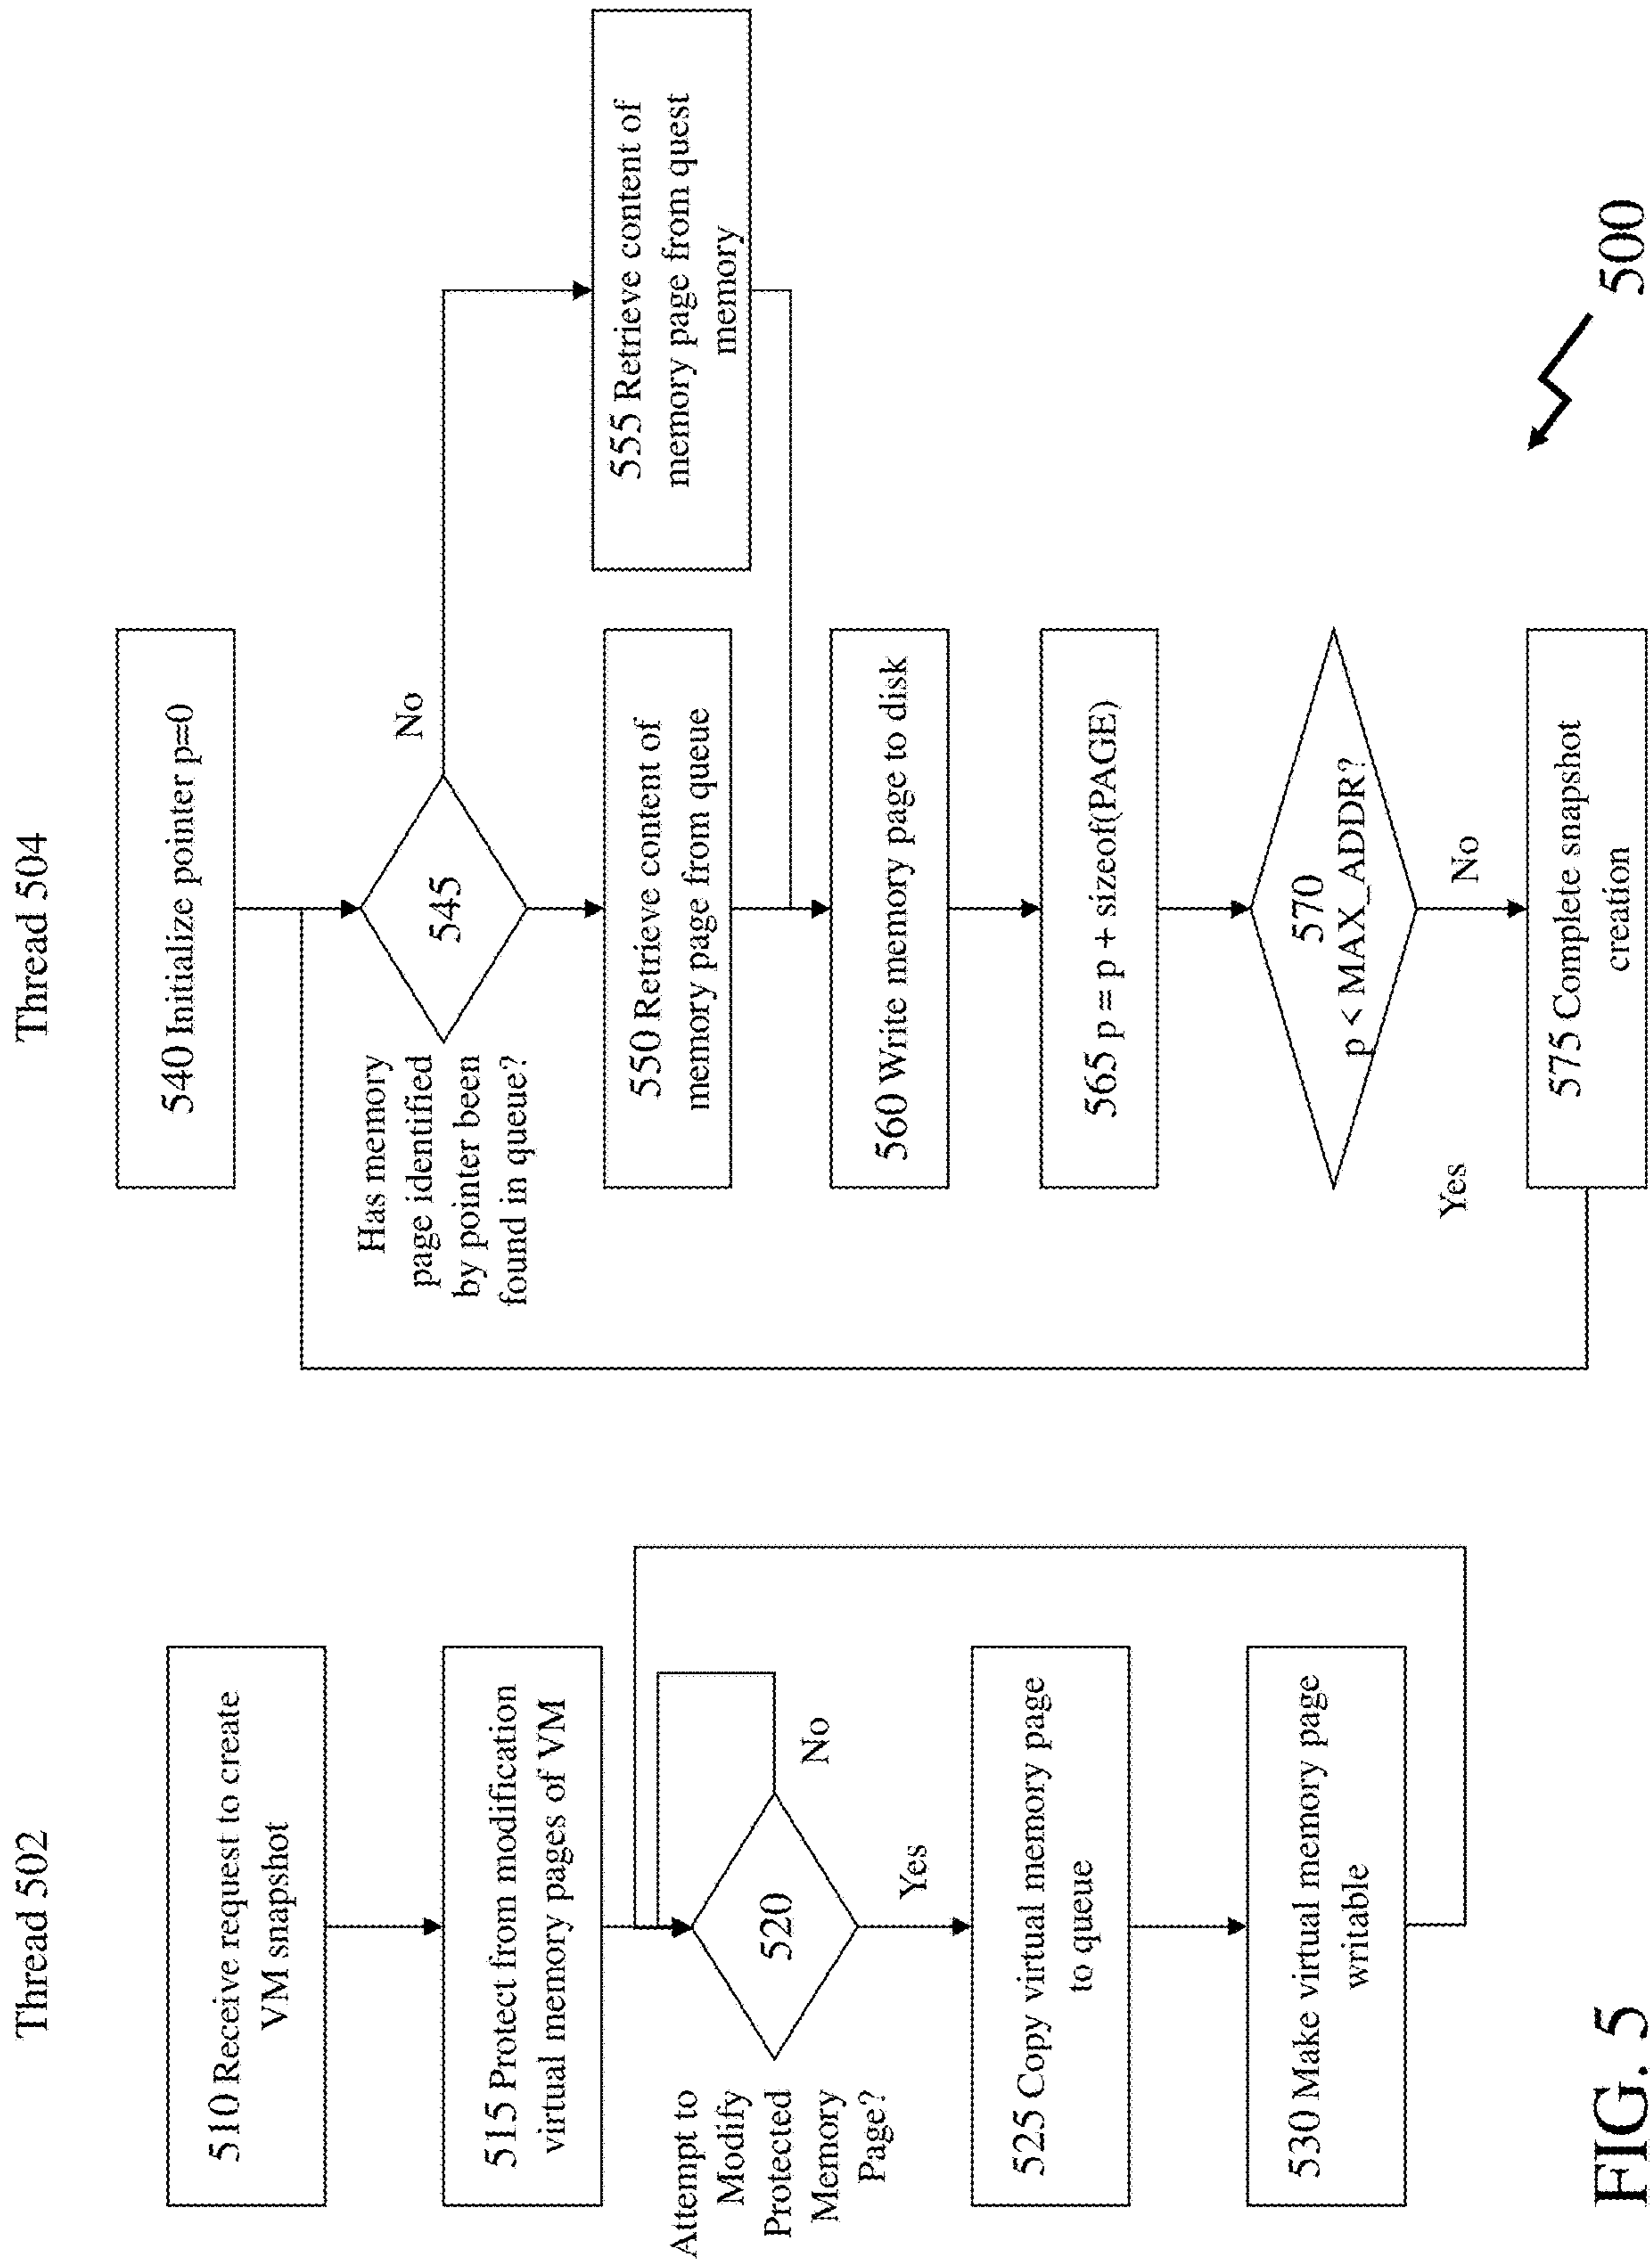 Thread 502
510 Receive request to create
VM snapshot
515 Protect from modification
virtual memory pages of VM
Attempt to
Modify
Protected
Memory
Page?
520
No
Yes
525 Copy virtual memory page
to queue
530 Make virtual memory page
writable
Thread 504
540 Initialize pointer p=0
Has memory
page identified
by pointer been
found in queue?
545
No
550 Retrieve content of
memory page from queue
555 Retrieve content of
memory page from quest
memory
560 Write memory page to disk
565 p = p + sizeof(PAGE)
570
p < MAX_ADDR?
Yes
No
575 Complete snapshot
creation
500
FIG. 5